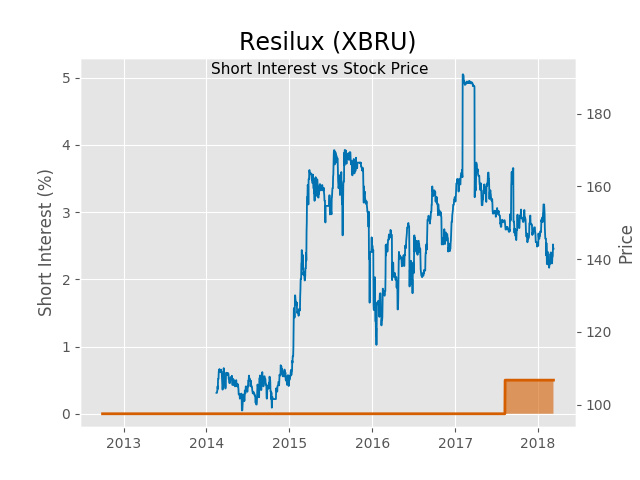 Resilux (XBRU)
Short Interest vs Stock Price
Short Interest (%)
5
4
3
2
1
0
180
160
140
120
100
Price
2013 2014 2015 2016 2017 2018